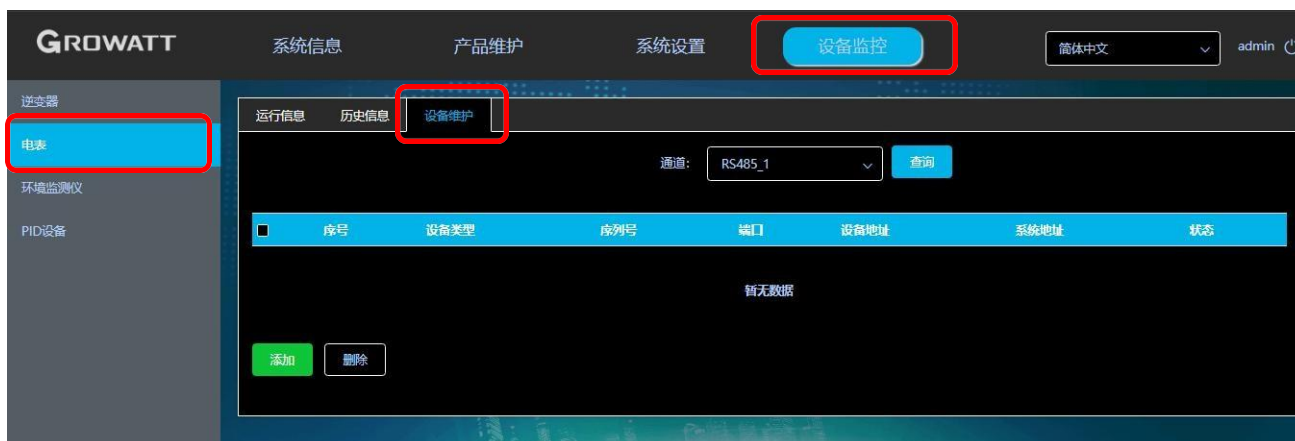 GROWATT 系统信息 产品维护 系统设置 设备监控 简体中文 admin
逆变器
电表
环境监测仪
PID设备
运行信息 历史信息 设备维护
通道: RS485_1 查询
序号 设备类型 序列号 端口 设备地址 系统地址 状态
暂无数据
添加 删除